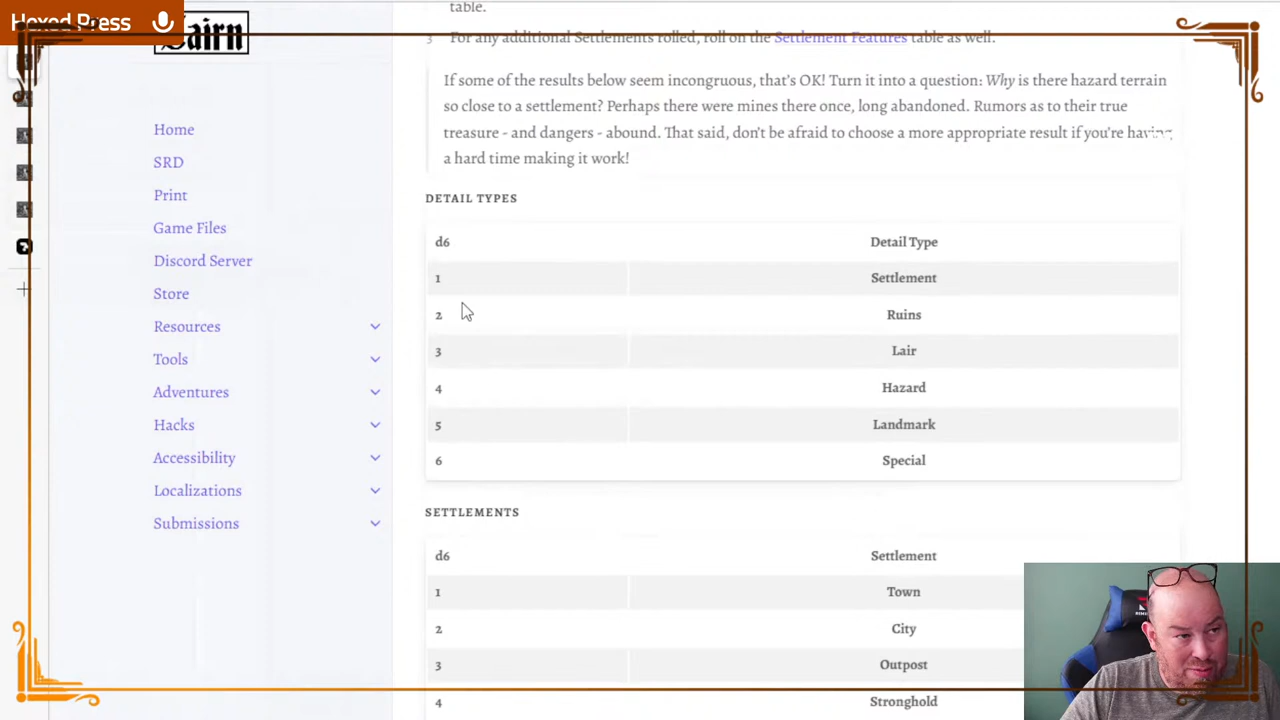 Hexed Press
Cairn
Home
SRD
Print
Game Files
Discord Server
Store
Resources
Tools
Adventures
Hacks
Accessibility
Localizations
Submissions
table.
3 For any additional Settlements rolled, roll on the Settlement Features table as well.
If some of the results below seem incongruous, that's OK! Turn it into a question: Why is there hazard terrain
so close to a settlement? Perhaps there were mines there once, long abandoned. Rumors as to their true
treasure - and dangers - abound. That said, don't be afraid to choose a more appropriate result if you're having
a hard time making it work!
DETAIL TYPES
d6 Detail Type
1 Settlement
2 Ruins
3 Lair
4 Hazard
5 Landmark
6 Special
SETTLEMENTS
d6 Settlement
1 Town
2 City
3 Outpost
4 Stronghold